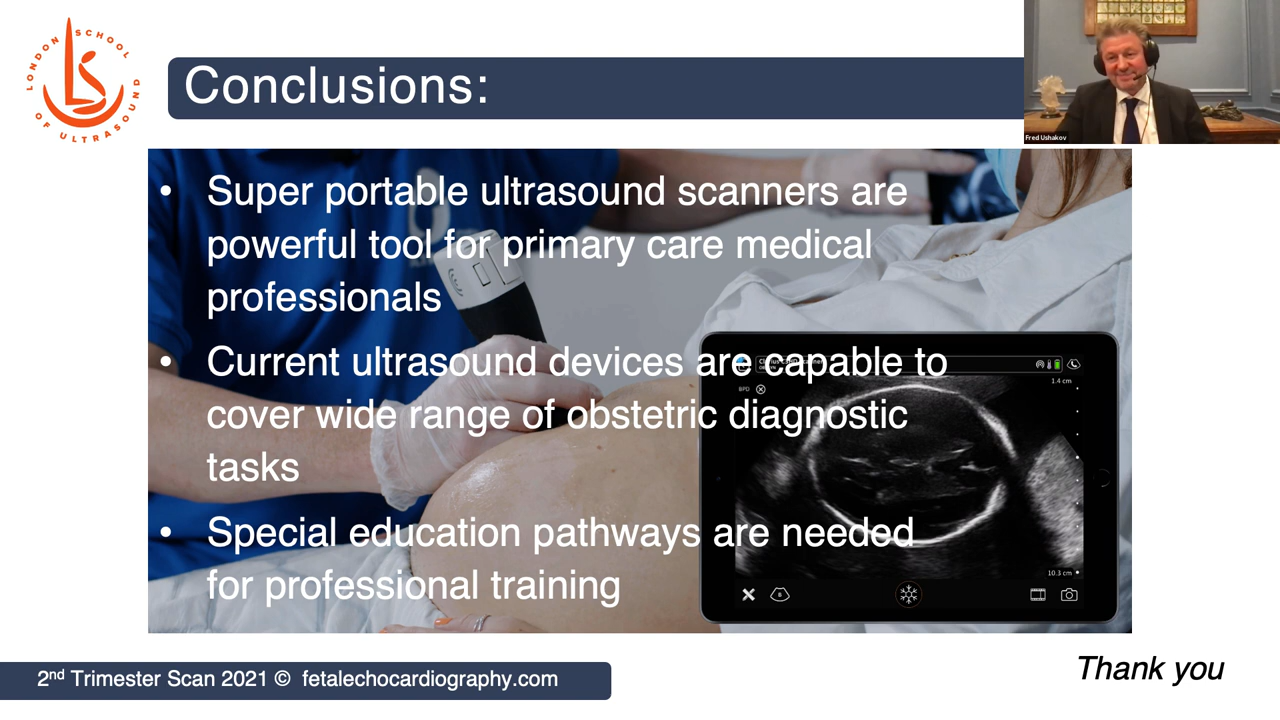 LONDON SCHOOL
OF ULTRASOUND
Conclusions:
Fred Ushakov
• Super portable ultrasound scanners are
powerful tool for primary care medical
professionals
• Current ultrasound devices are capable to
cover wide range of obstetric diagnostic
tasks
• Special education pathways are needed
for professional training
BPD
1.4 cm
10.3 cm
B
2nd Trimester Scan 2021 © fetalechocardiography.com
Thank you